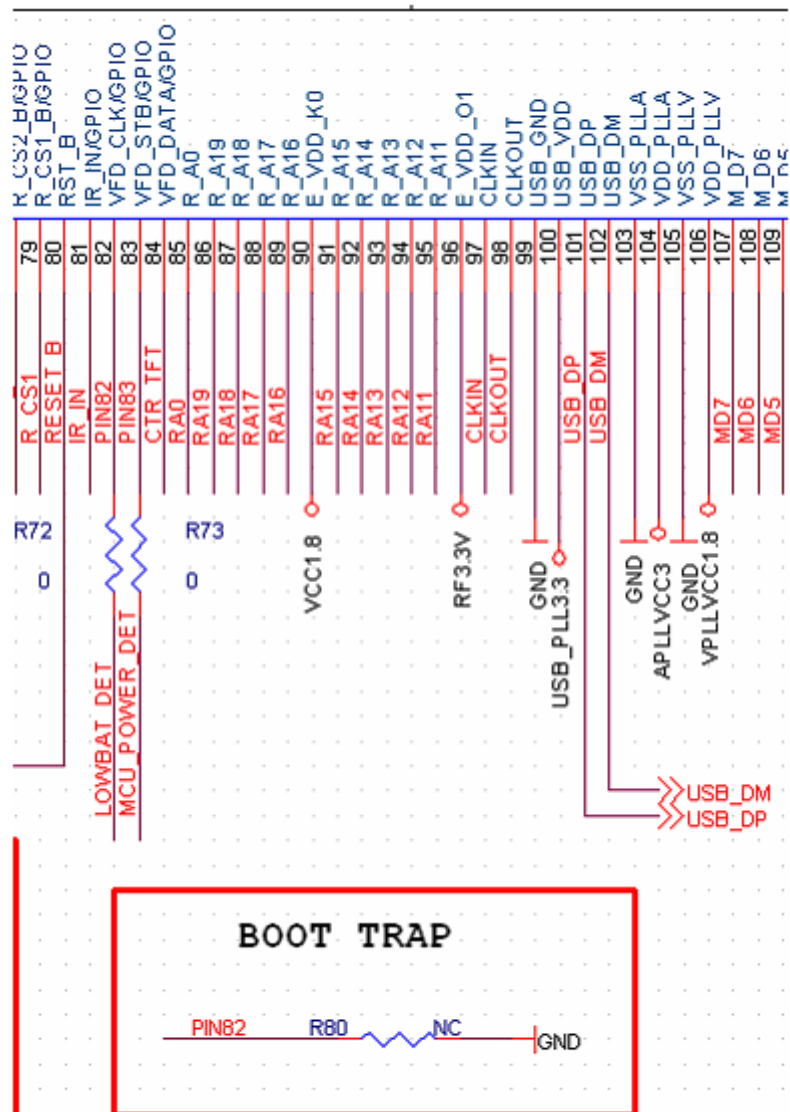 R_CS2_B/GPIO
R_CS1_B/GPIO
RST_B
IR_IN/GPIO
VFD_CLK/GPIO
VFD_STB/GPIO
VFD_DATA/GPIO
R_A0
R_A19
R_A18
R_A17
R_A16
E_VDD_K0
R_A15
R_A14
R_A13
R_A12
R_A11
E_VDD_O1
CLKIN
CLKOUT
USB_GND
USB_VDD
USB_DP
USB_DM
VSS_PLLA
VDD_PLLA
VSS_PLLV
VDD_PLLV
M_D7
M_D6
M_D5
79
80
81
82
83
84
85
86
87
88
89
90
91
92
93
94
95
96
97
98
99
100
101
102
103
104
105
106
107
108
109
R_CS1
RESET_B
IR_IN
PIN82
PIN83
CTR_TFT
RA0
RA19
RA18
RA17
RA16
RA15
RA14
RA13
RA12
RA11
CLKIN
CLKOUT
USB_DP
USB_DM
MD7
MD6
MD5
R72
0
R73
0
VCC1.8
RF3.3V
GND
USB_PLL3.3
GND
APLLVCC3
GND
VPLLVCC1.8
LOWBAT_DET
MCU_POWER_DET
USB_DM
USB_DP
BOOT TRAP
PIN82 R80 NC GND